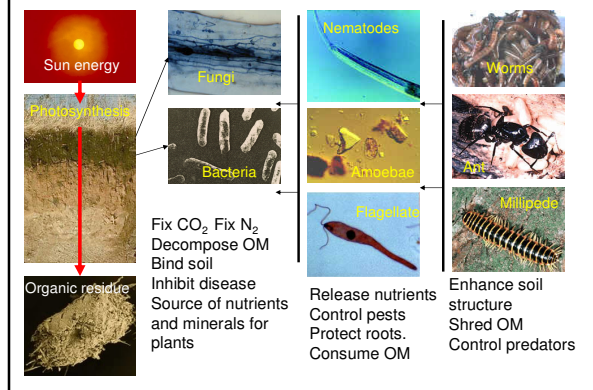 Sun energy
Photosynthesis
Organic residue
Fungi
Bacteria
Fix CO₂ Fix N₂
Decompose OM
Bind soil
Inhibit disease
Source of nutrients
and minerals for
plants
Nematodes
Amoebae
Flagellate
Release nutrients
Control pests
Protect roots.
Consume OM
Worms
Ant
Millipede
Enhance soil
structure
Shred OM
Control predators